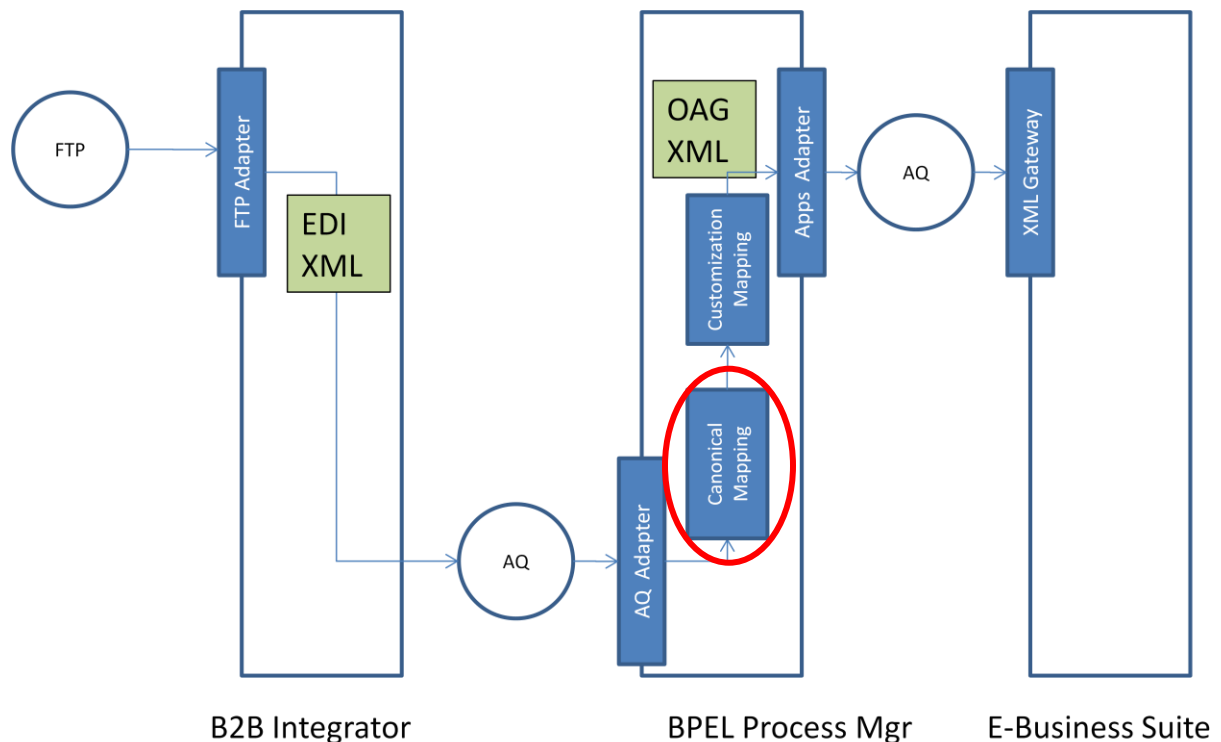 FTP
FTP Adapter
EDI
XML
AQ
AQ Adapter
Canonical
Mapping
Customization
Mapping
OAG
XML
Apps Adapter
AQ
XML Gateway
B2B Integrator
BPEL Process Mgr
E-Business Suite